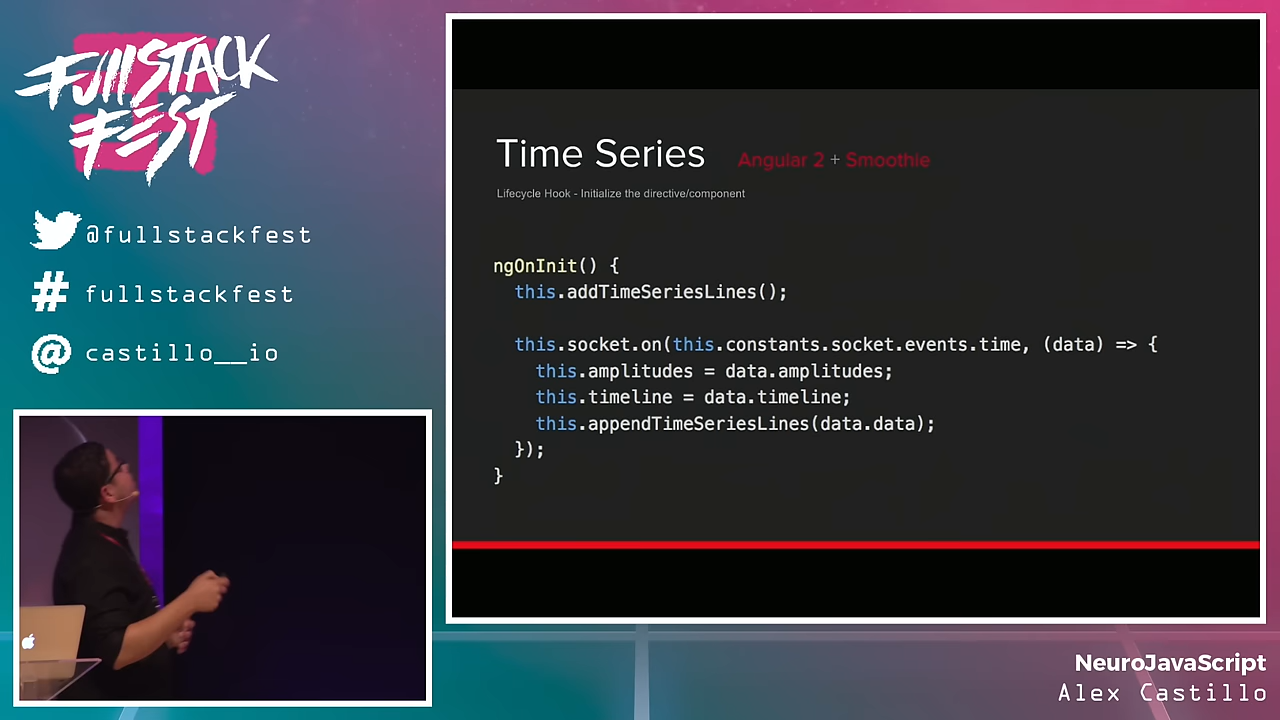 FullStack
Fest
@fullstackfest
# fullstackfest
@ castillo__io
Time Series Angular 2 + Smoothie
Lifecycle Hook - Initialize the directive/component
ngOnInit() {
this.addTimeSeriesLines();
this.socket.on(this.constants.socket.events.time, (data) => {
this.amplitudes = data.amplitudes;
this.timeline = data.timeline;
this.appendTimeSeriesLines(data.data);
});
}
NeuroJavaScript
Alex Castillo